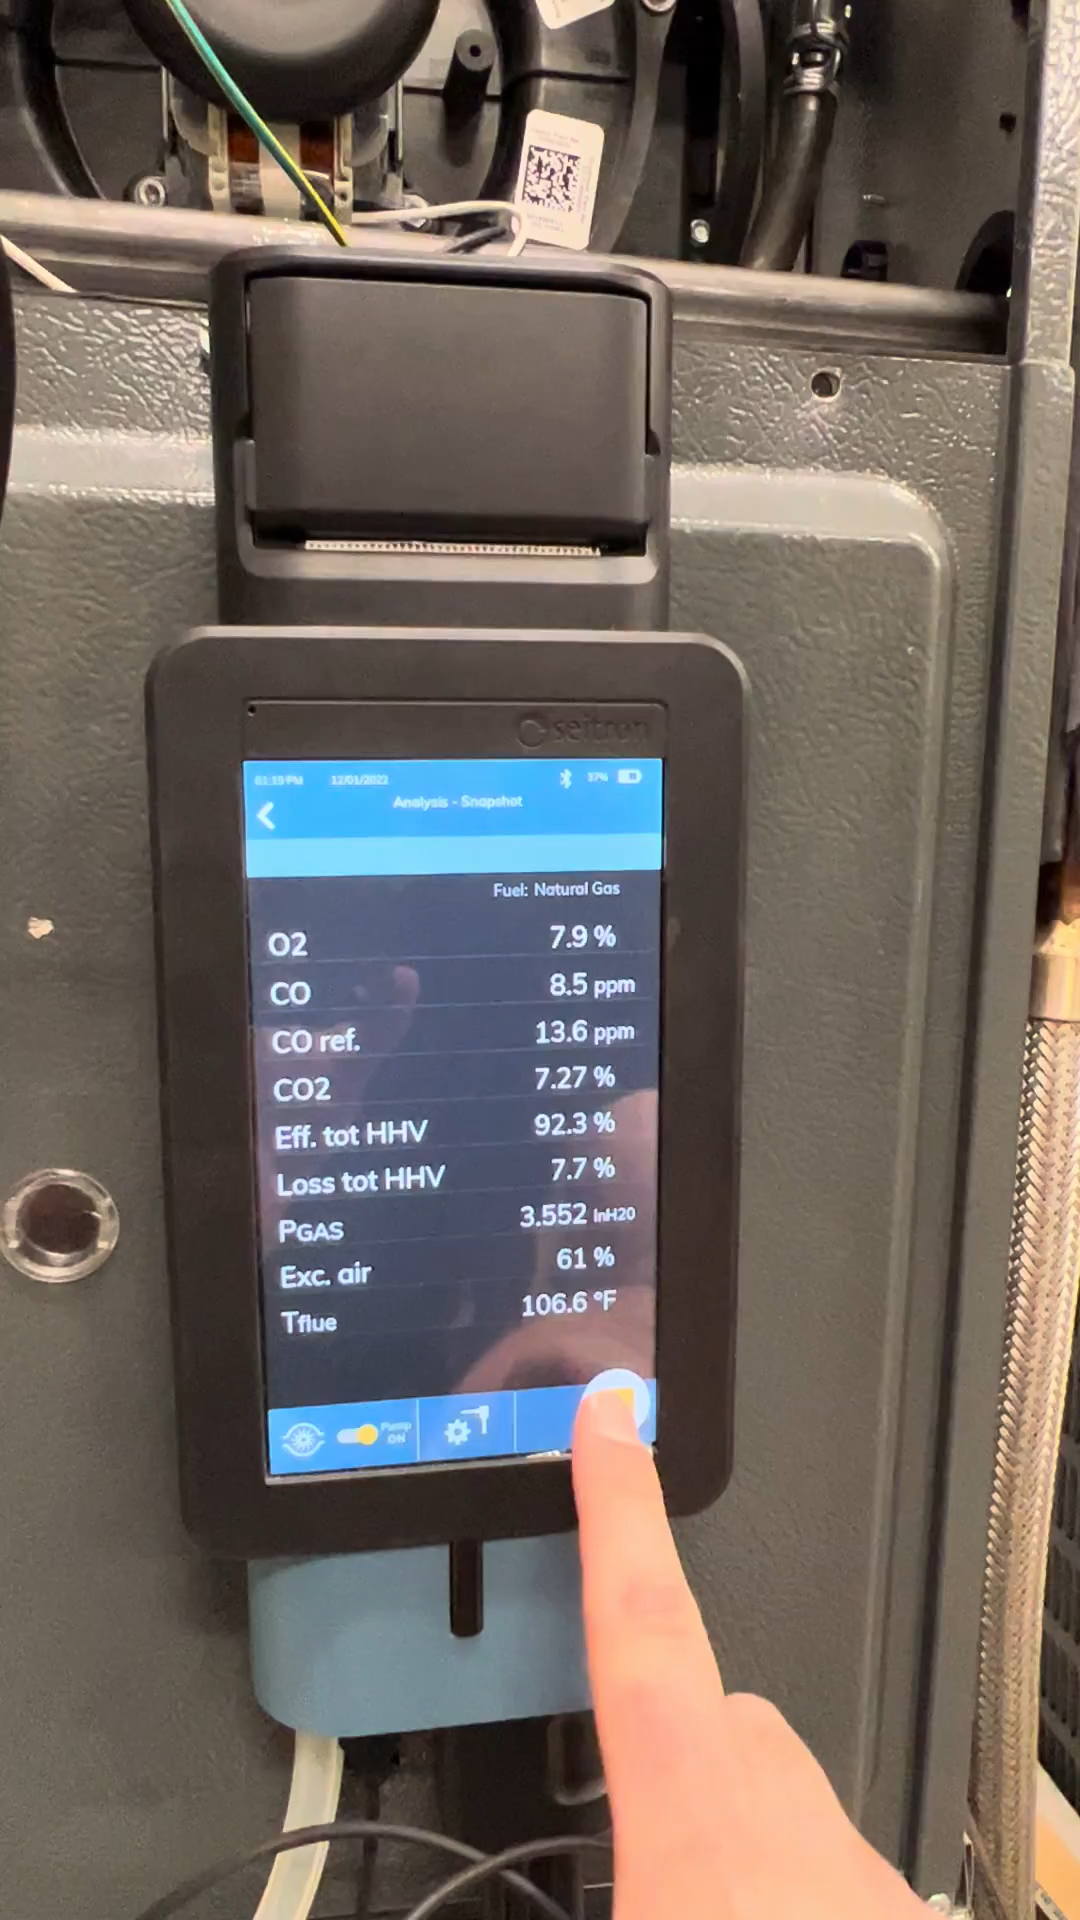 seitron
01:19 PM 12/01/2022 37%
Analysis - Snapshot
Fuel: Natural Gas
O2 7.9 %
CO 8.5 ppm
CO ref. 13.6 ppm
CO2 7.27 %
Eff. tot HHV 92.3 %
Loss tot HHV 7.7 %
PGAS 3.552 InH2O
Exc. air 61 %
Tflue 106.6 °F
Pump
ON